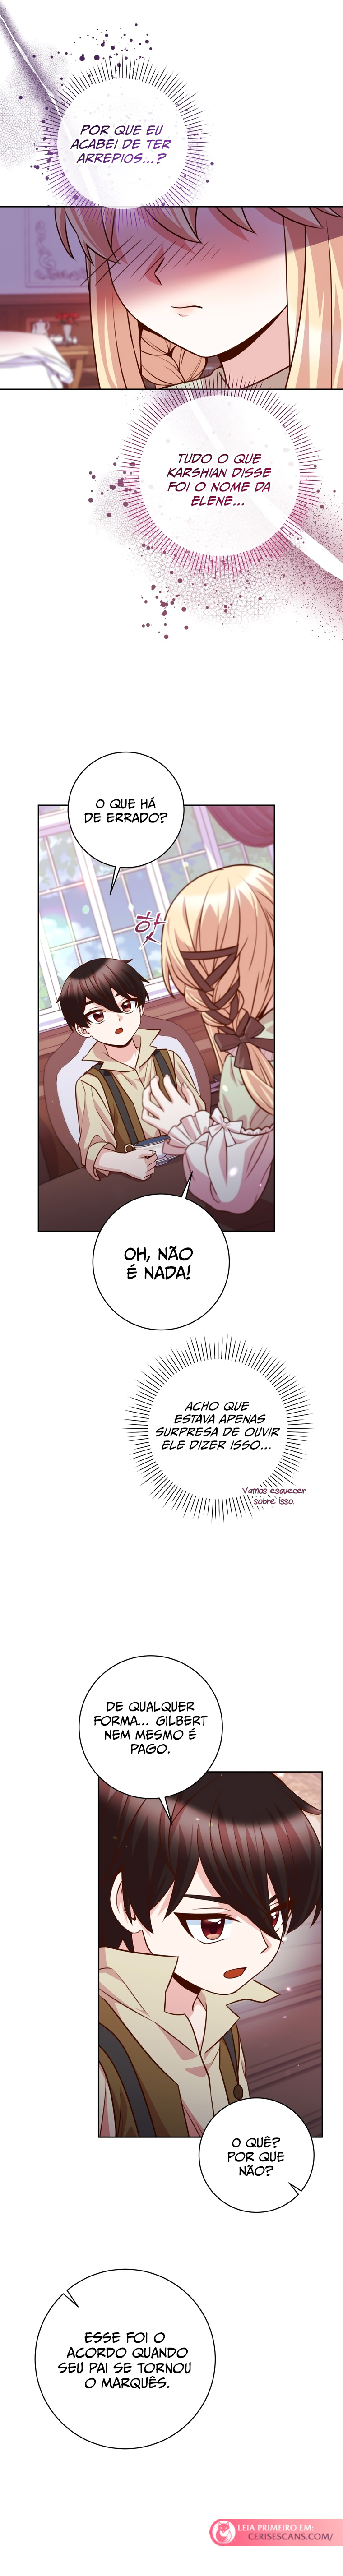 POR QUE EU
ACABEI DE TER
ARREPIOS...?
TUDO O QUE
KARSHIAN DISSE
FOI O NOME DA
ELENE...
O QUE HÁ
DE ERRADO?
핫
OH, NÃO
É NADA!
ACHO QUE
ESTAVA APENAS
SURPRESA DE OUVIR
ELE DIZER ISSO...
Vamos esquecer
sobre isso.
DE QUALQUER
FORMA... GILBERT
NEM MESMO É
PAGO.
O QUÊ?
POR QUE
NÃO?
ESSE FOI O
ACORDO QUANDO
SEU PAI SE TORNOU
O MARQUÊS.
LEIA PRIMEIRO EM:
CERISESCANS.COM/